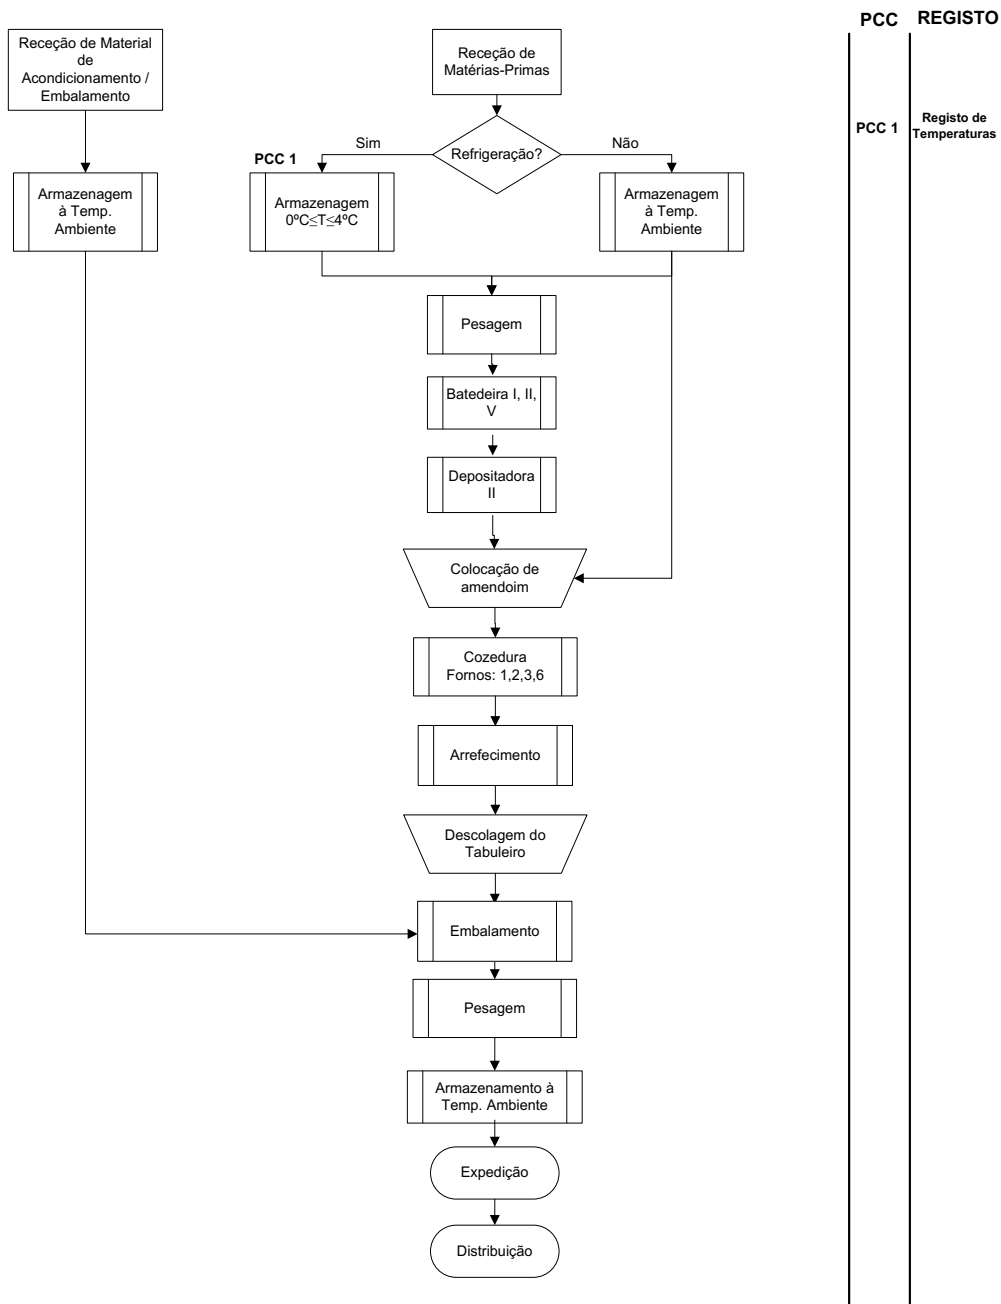 PCC REGISTO
Receção de Material
de
Acondicionamento /
Embalamento
Receção de
Matérias-Primas
PCC 1
Registo de
Temperaturas
Refrigeração?
Sim
Não
PCC 1
Armazenagem
à Temp.
Ambiente
Armazenagem
0ºC≤T≤4ºC
Armazenagem
à Temp.
Ambiente
Pesagem
Batedeira I, II,
V
Depositadora
II
Colocação de
amendoim
Cozedura
Fornos: 1,2,3,6
Arrefecimento
Descolagem do
Tabuleiro
Embalamento
Pesagem
Armazenamento à
Temp. Ambiente
Expedição
Distribuição